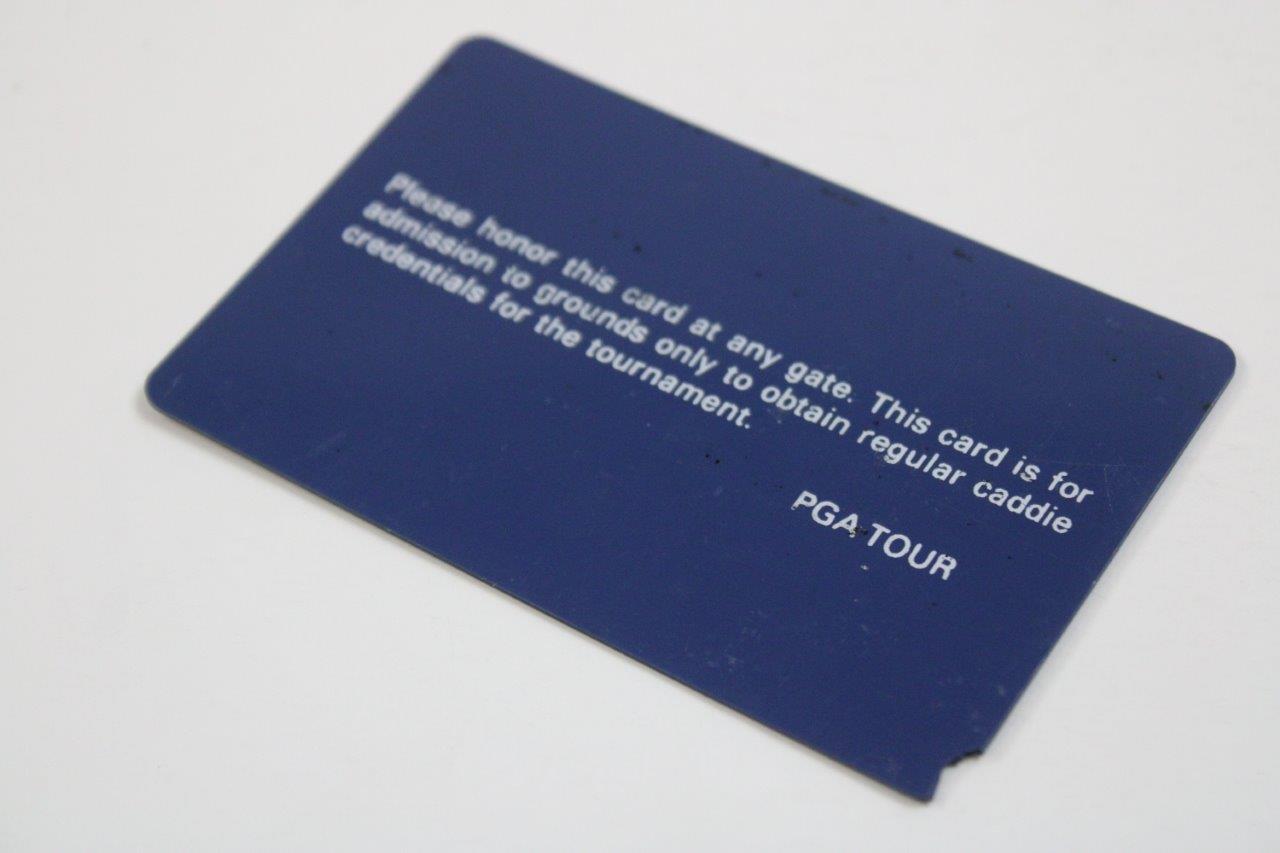 Please honor this card at any gate. This card is for
admission to grounds only to obtain regular caddie
credentials for the tournament.
PGA TOUR